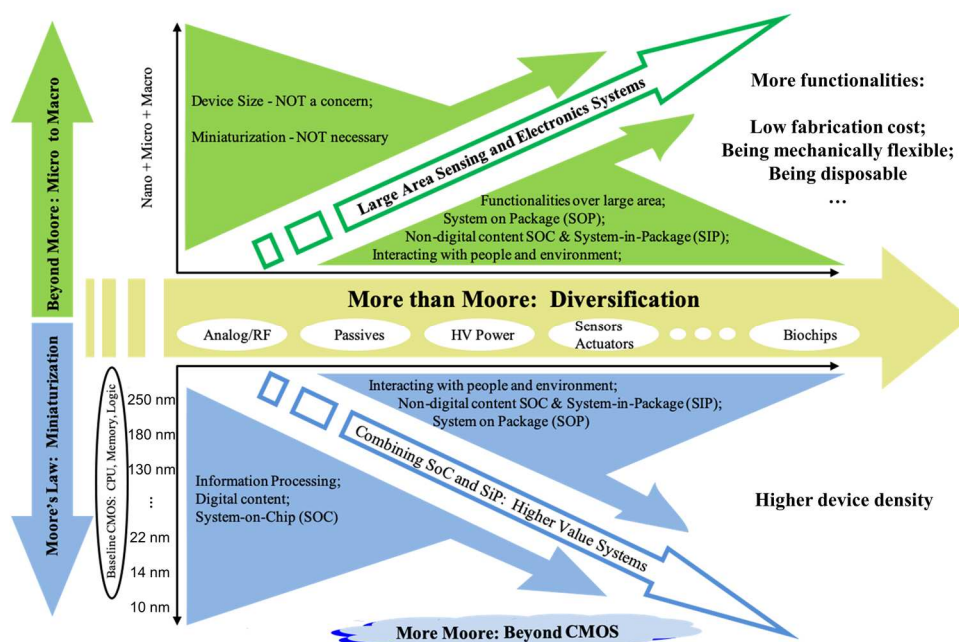 Beyond Moore: Micro to Macro
Nano + Micro + Macro
Device Size - NOT a concern;
Miniaturization - NOT necessary
Large Area Sensing and Electronics Systems
Functionalities over large area;
System on Package (SOP);
Non-digital content SOC & System-in-Package (SIP);
Interacting with people and environment;
More functionalities:
Low fabrication cost;
Being mechanically flexible;
Being disposable
…
More than Moore: Diversification
Analog/RF
Passives
HV Power
Sensors
Actuators
Biochips
Moore's Law: Miniaturization
Baseline CMOS: CPU, Memory, Logic
250 nm
180 nm
130 nm
...
22 nm
14 nm
10 nm
Interacting with people and environment;
Non-digital content SOC & System-in-Package (SIP);
System on Package (SOP)
Information Processing;
Digital content;
System-on-Chip (SOC)
Combining SoC and SiP: Higher Value Systems
Higher device density
More Moore: Beyond CMOS